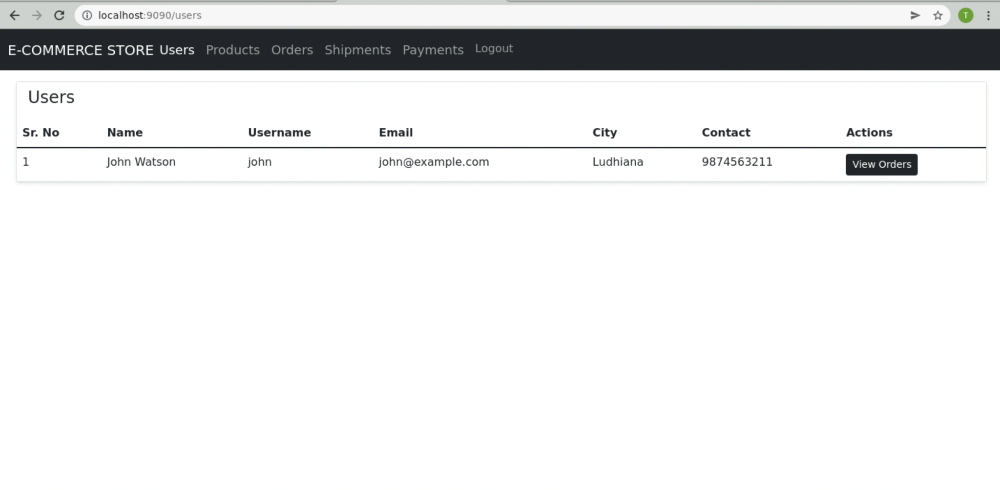 localhost:9090/users
T
E-COMMERCE STORE Users Products Orders Shipments Payments Logout
Users
Sr. No Name Username Email City Contact Actions
1 John Watson john john@example.com Ludhiana 9874563211 View Orders